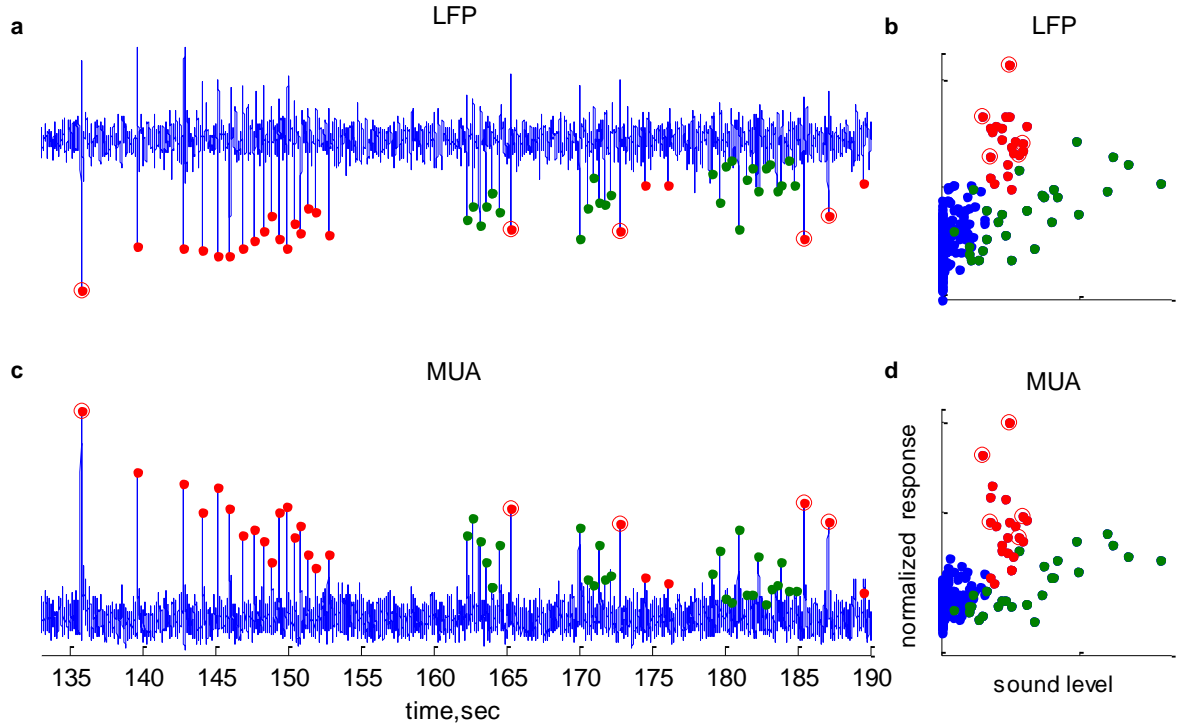 a
LFP
b
LFP
c
MUA
d
MUA
normalized response
135 140 145 150 155 160 165 170 175 180 185 190
time,sec
sound level